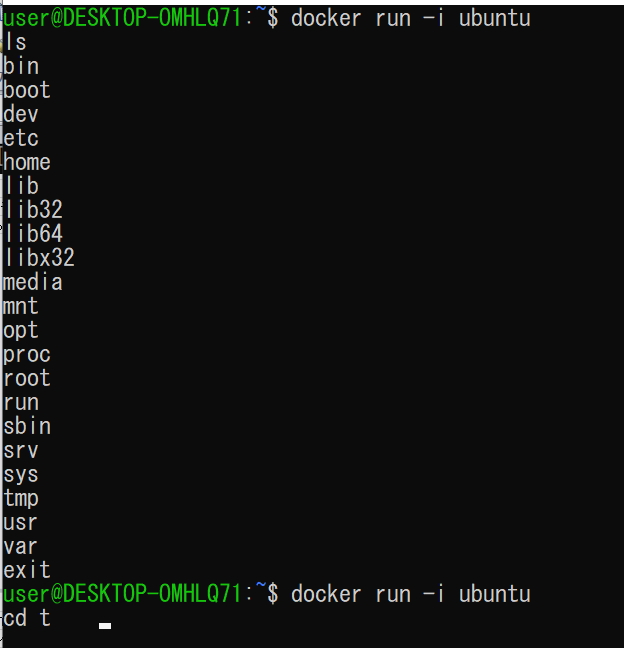 user@DESKTOP-OMHLQ71:~$ docker run -i ubuntu
ls
bin
boot
dev
etc
home
lib
lib32
lib64
libx32
media
mnt
opt
proc
root
run
sbin
srv
sys
tmp
usr
var
exit
user@DESKTOP-OMHLQ71:~$ docker run -i ubuntu
cd t